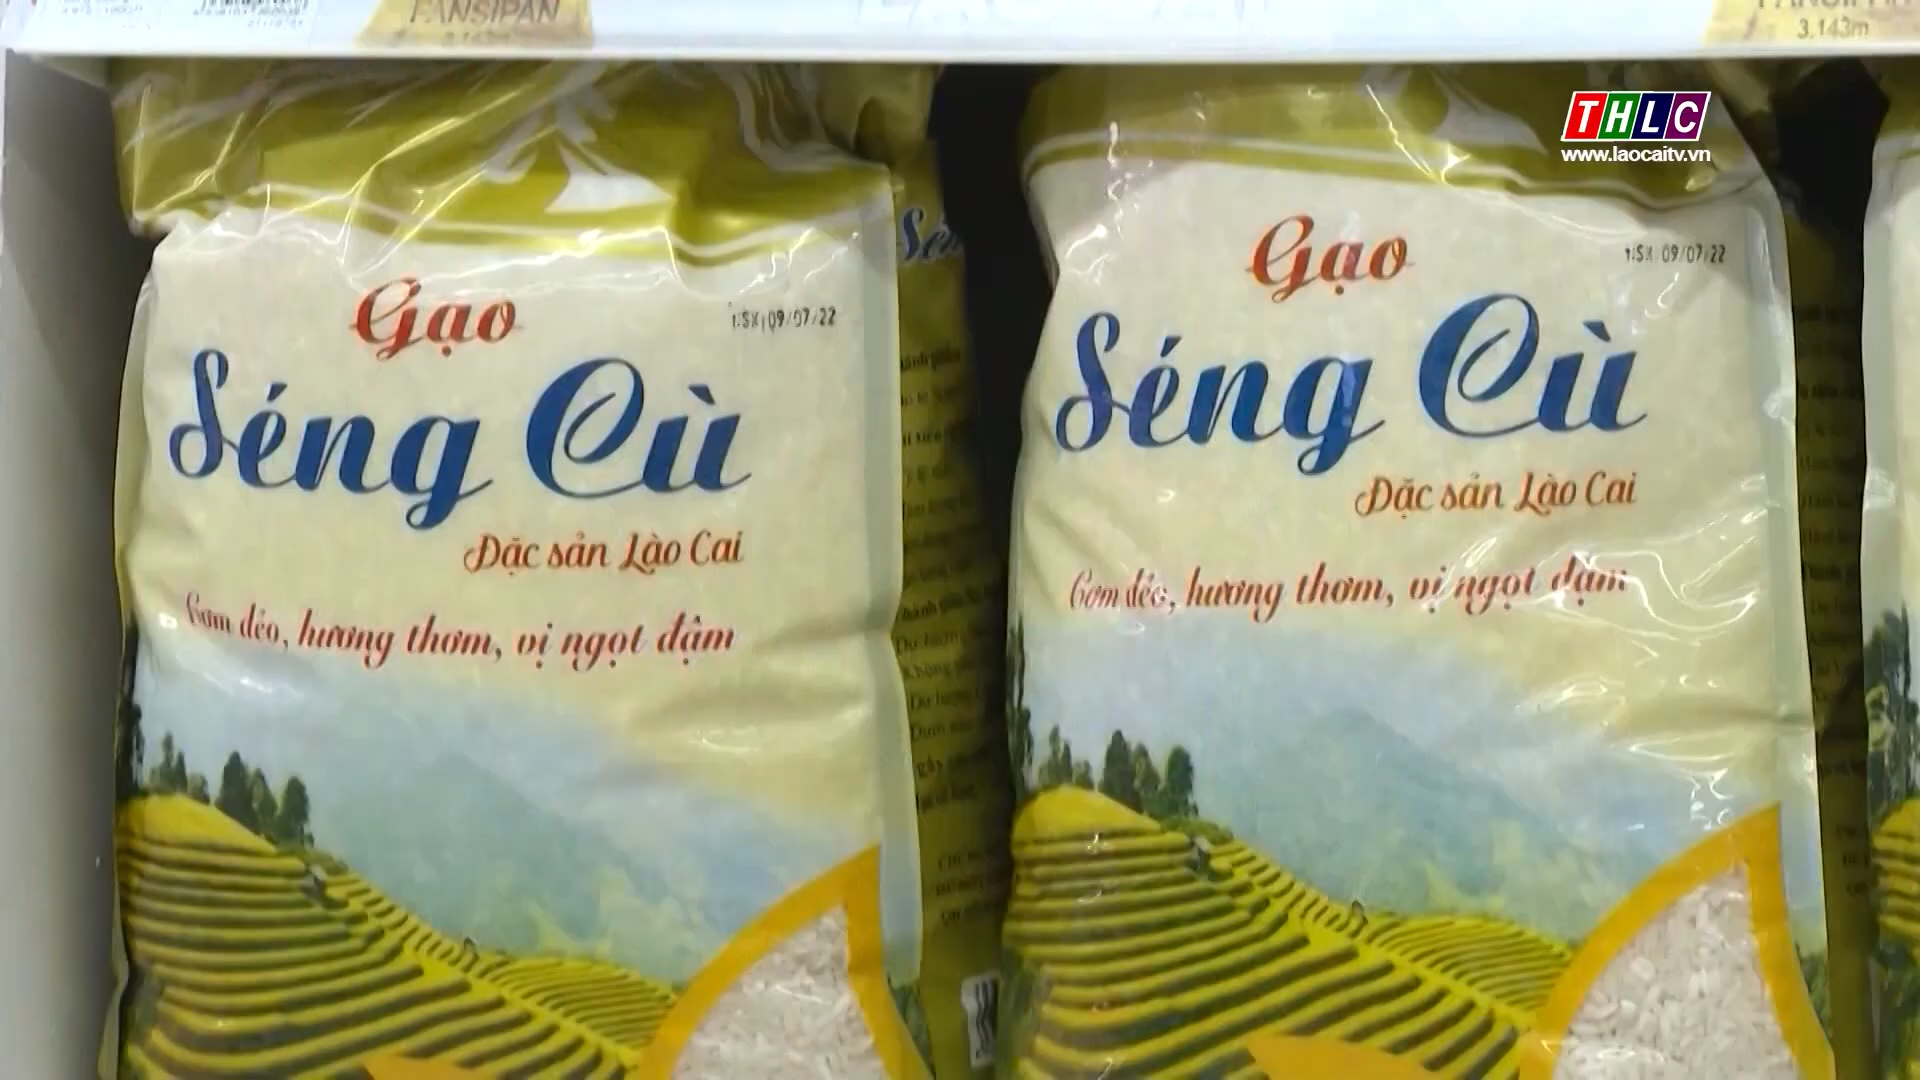 FANSIPAN
3.143m
3.143m
THLC
www.laocaitv.vn
Gạo
NSX: 09/07/22
Séng Cù
Đặc sản Lào Cai
Cơm dẻo, hương thơm, vị ngọt đậm
Gạo
NSX: 09/07/22
Séng Cù
Đặc sản Lào Cai
Cơm dẻo, hương thơm, vị ngọt đậm